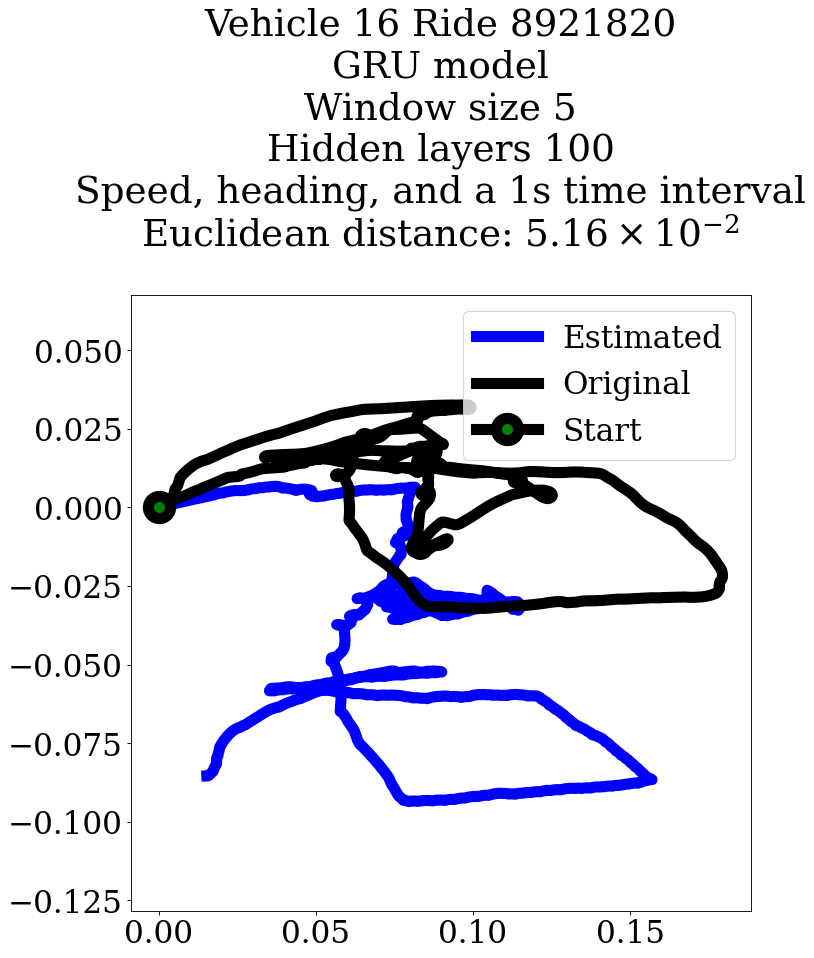 Vehicle 16 Ride 8921820
GRU model
Window size 5
Hidden layers 100
Speed, heading, and a 1s time interval
Euclidean distance: 5.16 × 10⁻²
Estimated
Original
Start
0.050
0.025
0.000
−0.025
−0.050
−0.075
−0.100
−0.125
0.00 0.05 0.10 0.15